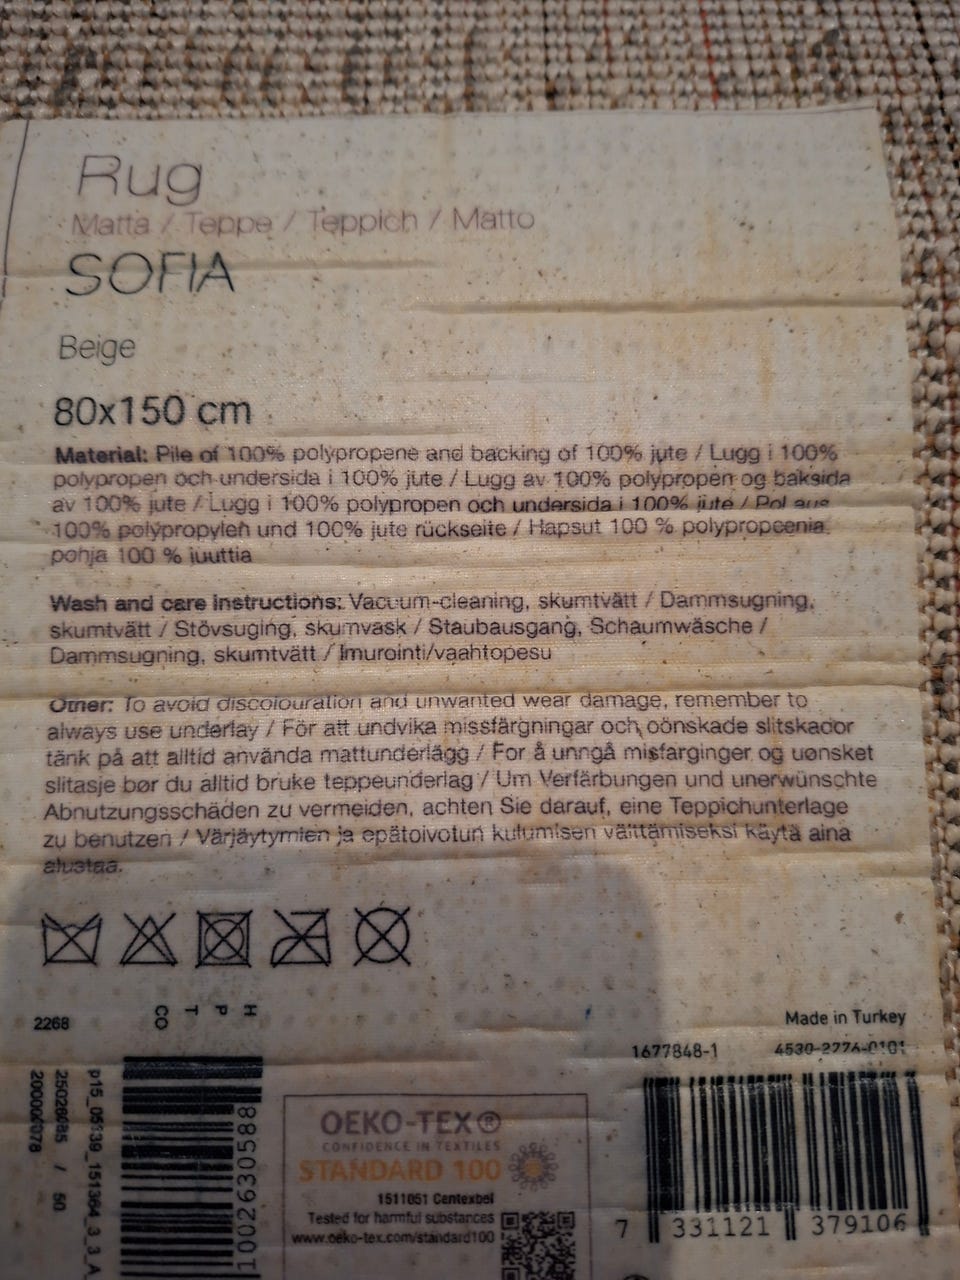 Rug
Matta / Teppe / Teppich / Matto
SOFIA
Beige
80x150 cm
Material: Pile of 100% polypropene and backing of 100% jute / Lugg i 100%
polypropen och undersida i 100% jute / Lugg av 100% polypropen og baksida
av 100% jute / Lugg i 100% polypropen och undersida i 100% jute / Pol aus
100% polypropylen und 100% jute rückseite / Hapsut 100 % polypropeenia,
pohja 100 % juuttia
Wash and care instructions: Vacuum-cleaning, skumtvätt / Dammsugning,
skumtvätt / Stövsuging, skumvask / Staubausgang, Schaumwäsche /
Dammsugning, skumtvätt / Imurointi/vaahtopesu
Other: To avoid discolouration and unwanted wear damage, remember to
always use underlay / För att undvika missfärgningar och oönskade slitskador
tänk på att alltid använda mattunderlägg / For å unngå misfarginger og uønsket
slitasje bør du alltid bruke teppeunderlag / Um Verfärbungen und unerwünschte
Abnutzungsschäden zu vermeiden, achten Sie darauf, eine Teppichunterlage
zu benutzen / Värjäytymien ja epätoivotun kulumisen välttämiseksi käytä aina
alustaa.
2268
CO
T
P
H
Made in Turkey
1677848-1
4530-2276-0101
p15_05139_151364_3_3_A
25026685 / 50
1002630588
OEKO-TEX®
CONFIDENCE IN TEXTILES
STANDARD 100
1511051 Centexbel
Tested for harmful substances
www.oeko-tex.com/standard100
7 331121 379106